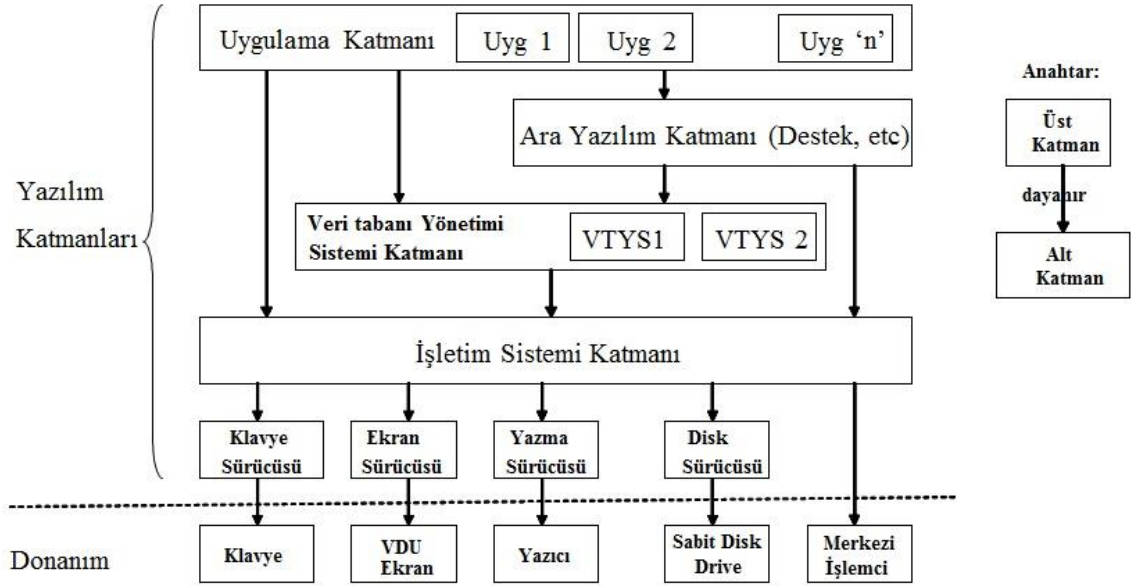 Uygulama Katmanı
Uyg 1
Uyg 2
Uyg ‘n’
Anahtar:
Üst
Katman
dayanır
Alt
Katman
Ara Yazılım Katmanı (Destek, etc)
Yazılım
Katmanları
Veri tabanı Yönetimi
Sistemi Katmanı
VTYS1
VTYS 2
İşletim Sistemi Katmanı
Klavye
Sürücüsü
Ekran
Sürücüsü
Yazma
Sürücüsü
Disk
Sürücüsü
Donanım
Klavye
VDU
Ekran
Yazıcı
Sabit Disk
Drive
Merkezi
İşlemci